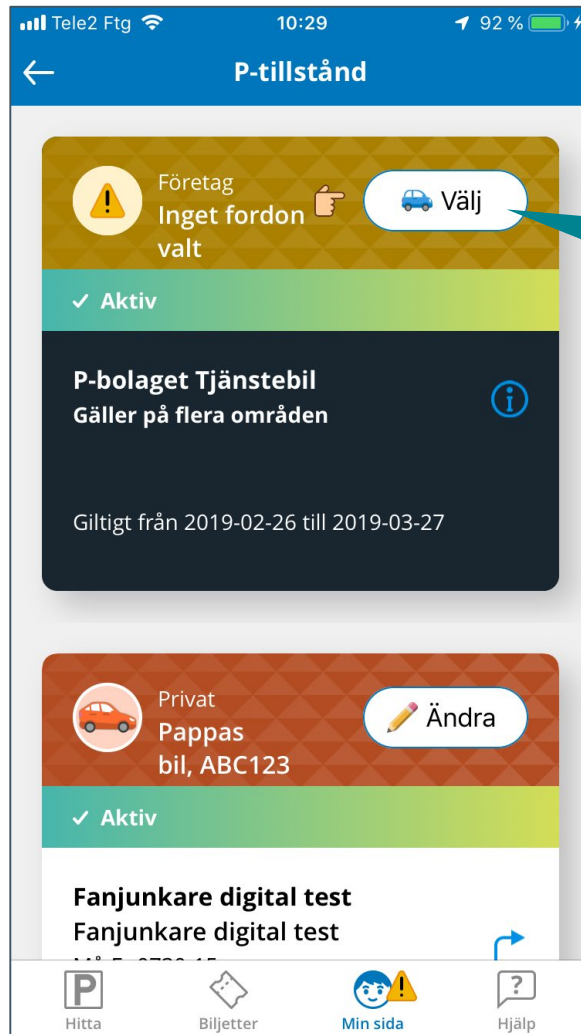 Tele2 Ftg 10:29 92 %
P-tillstånd
Företag
Inget fordon
valt
Välj
Aktiv
P-bolaget Tjänstebil
Gäller på flera områden
Giltigt från 2019-02-26 till 2019-03-27
Privat
Pappas
bil, ABC123
Ändra
Aktiv
Fanjunkare digital test
Fanjunkare digital test
Hitta Biljetter Min sida Hjälp